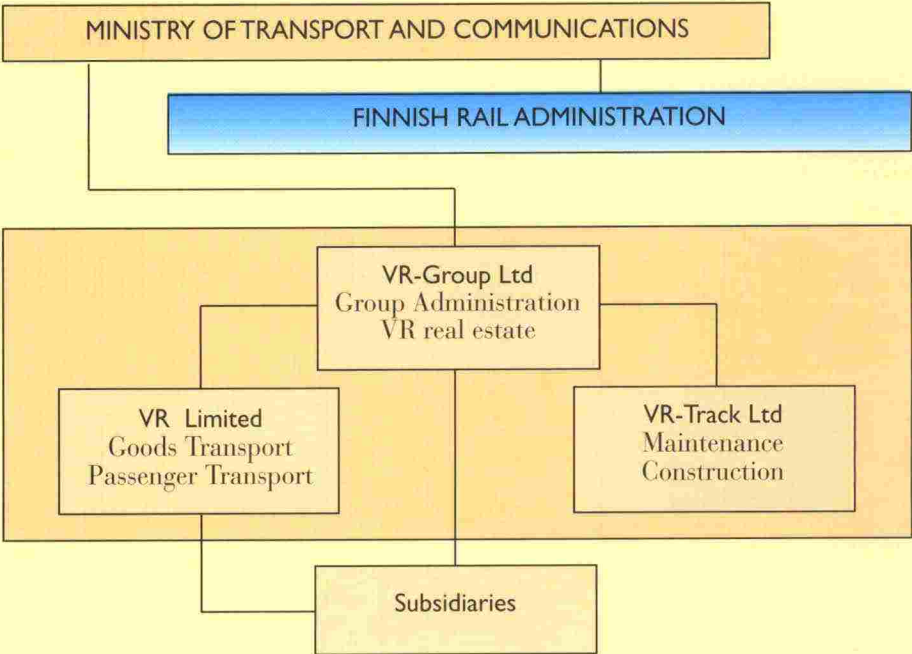 MINISTRY OF TRANSPORT AND COMMUNICATIONS
FINNISH RAIL ADMINISTRATION
VR-Group Ltd
Group Administration
VR real estate
VR Limited
Goods Transport
Passenger Transport
VR-Track Ltd
Maintenance
Construction
Subsidiaries